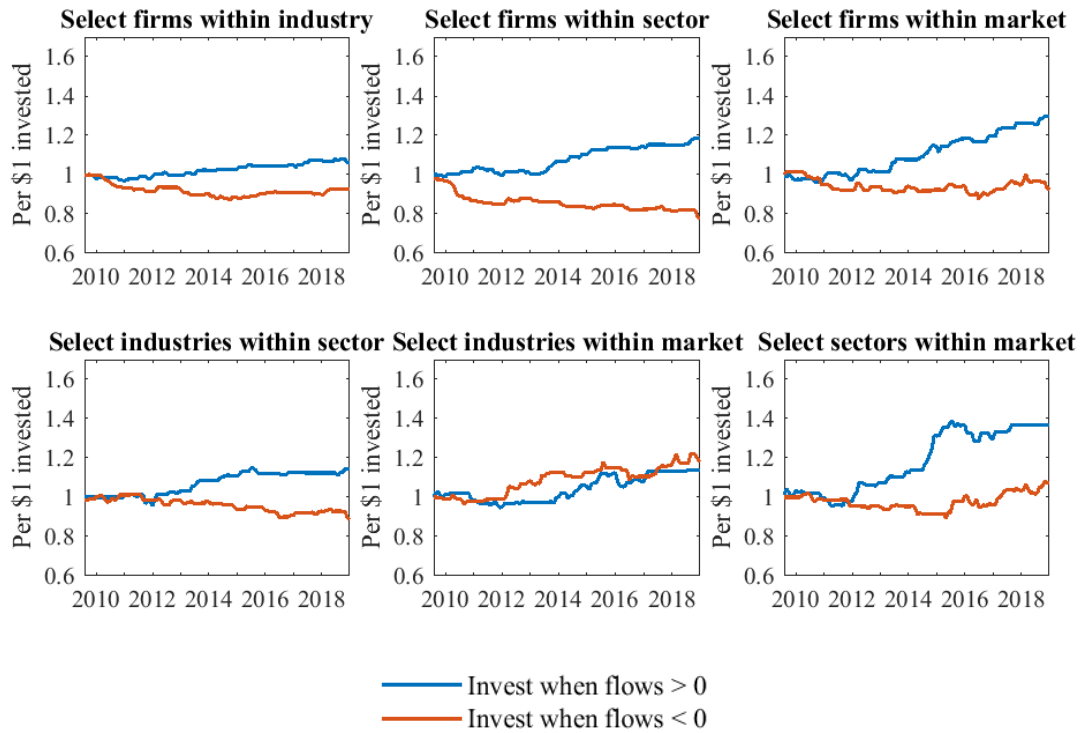 Select firms within industry
Per $1 invested
1.6
1.4
1.2
1
0.8
0.6
2010 2012 2014 2016 2018
Select firms within sector
Per $1 invested
1.6
1.4
1.2
1
0.8
0.6
2010 2012 2014 2016 2018
Select firms within market
Per $1 invested
1.6
1.4
1.2
1
0.8
0.6
2010 2012 2014 2016 2018
Select industries within sector
Per $1 invested
1.6
1.4
1.2
1
0.8
0.6
2010 2012 2014 2016 2018
Select industries within market
Per $1 invested
1.6
1.4
1.2
1
0.8
0.6
2010 2012 2014 2016 2018
Select sectors within market
Per $1 invested
1.6
1.4
1.2
1
0.8
0.6
2010 2012 2014 2016 2018
Invest when flows > 0
Invest when flows < 0